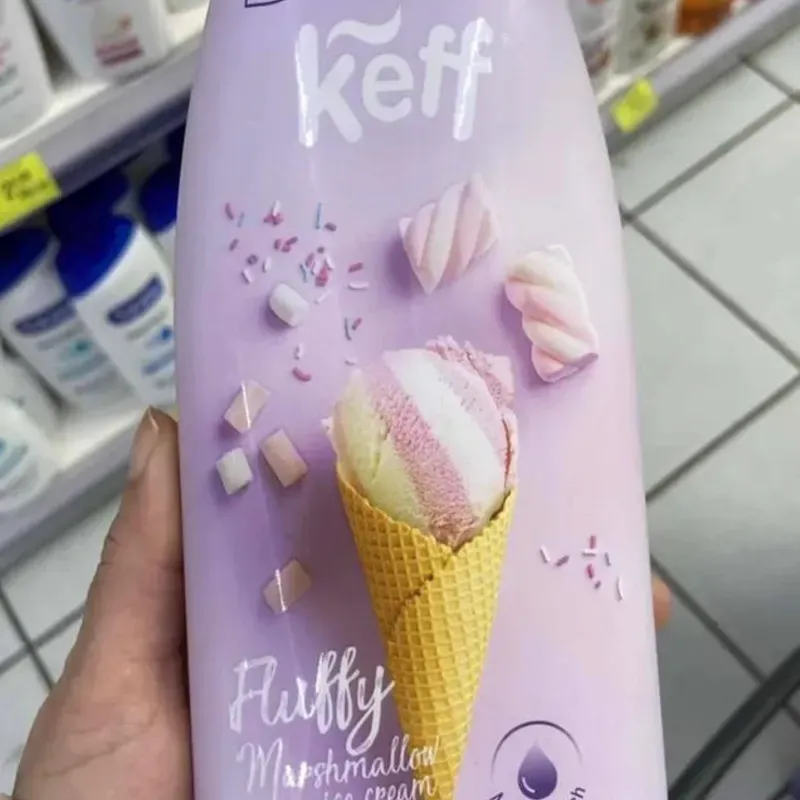 keff
Fluffy
Marshmallow
ice cream